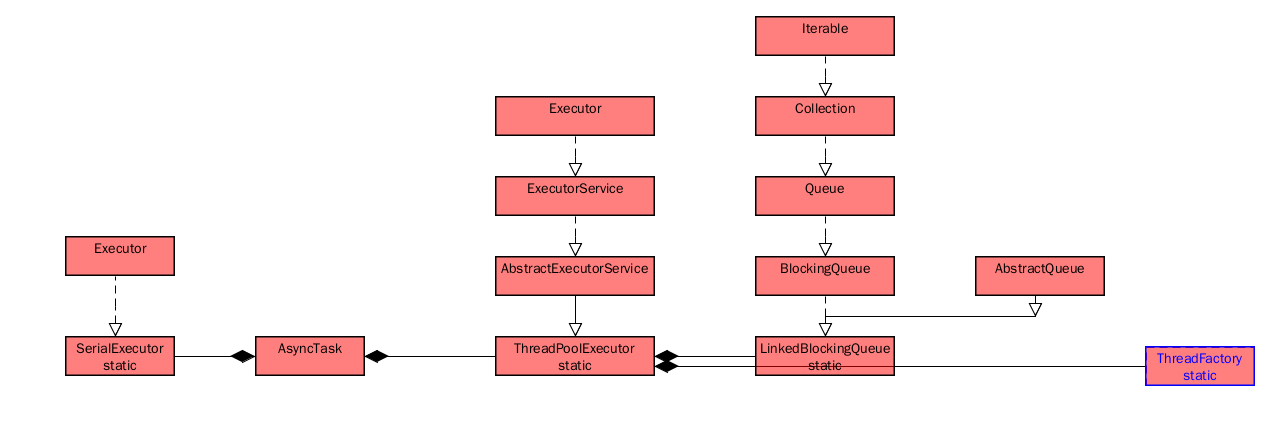 Iterable
Executor
Collection
ExecutorService
Queue
Executor
AbstractExecutorService
BlockingQueue
AbstractQueue
SerialExecutor
static
AsyncTask
ThreadPoolExecutor
static
LinkedBlockingQueue
static
ThreadFactory
static